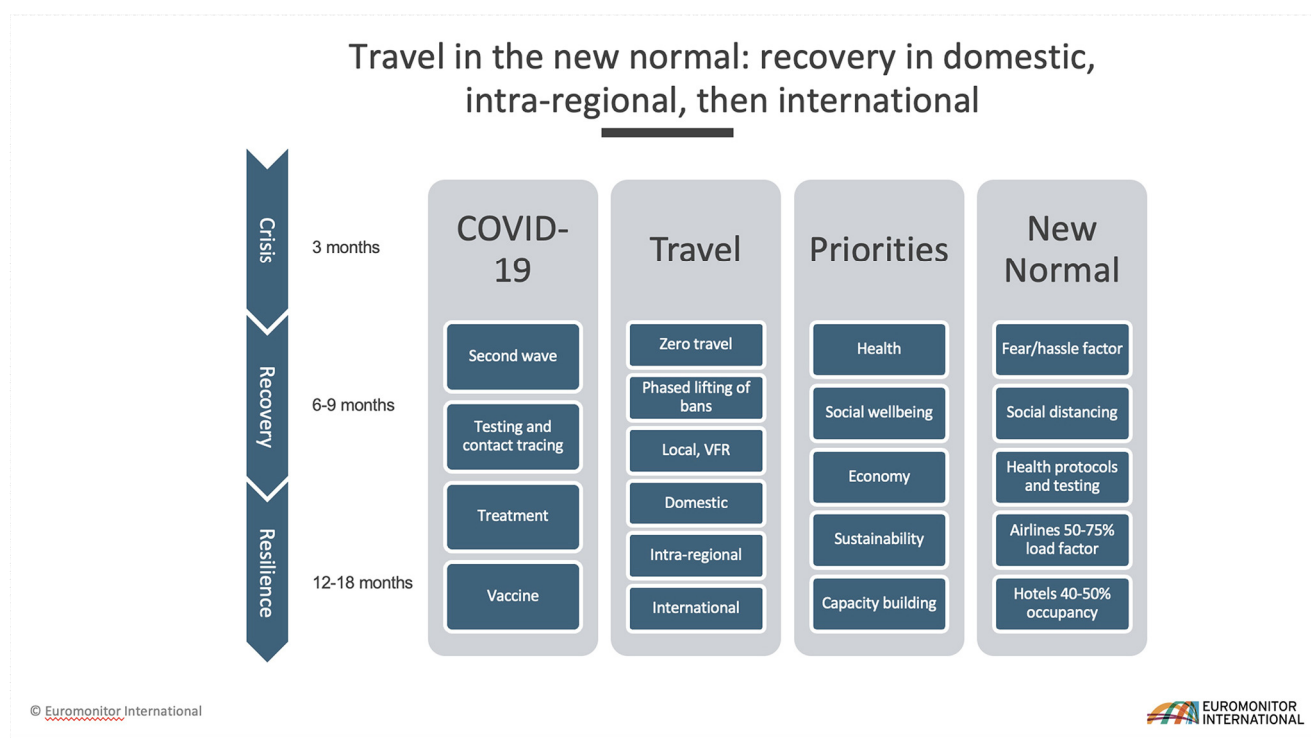 Travel in the new normal: recovery in domestic,
intra-regional, then international
Crisis
3 months
Recovery
6-9 months
Resilience
12-18 months
COVID-
19
Second wave
Testing and
contact tracing
Treatment
Vaccine
Travel
Zero travel
Phased lifting of
bans
Local, VFR
Domestic
Intra-regional
International
Priorities
Health
Social wellbeing
Economy
Sustainability
Capacity building
New
Normal
Fear/hassle factor
Social distancing
Health protocols
and testing
Airlines 50-75%
load factor
Hotels 40-50%
occupancy
© Euromonitor International
EUROMONITOR
INTERNATIONAL